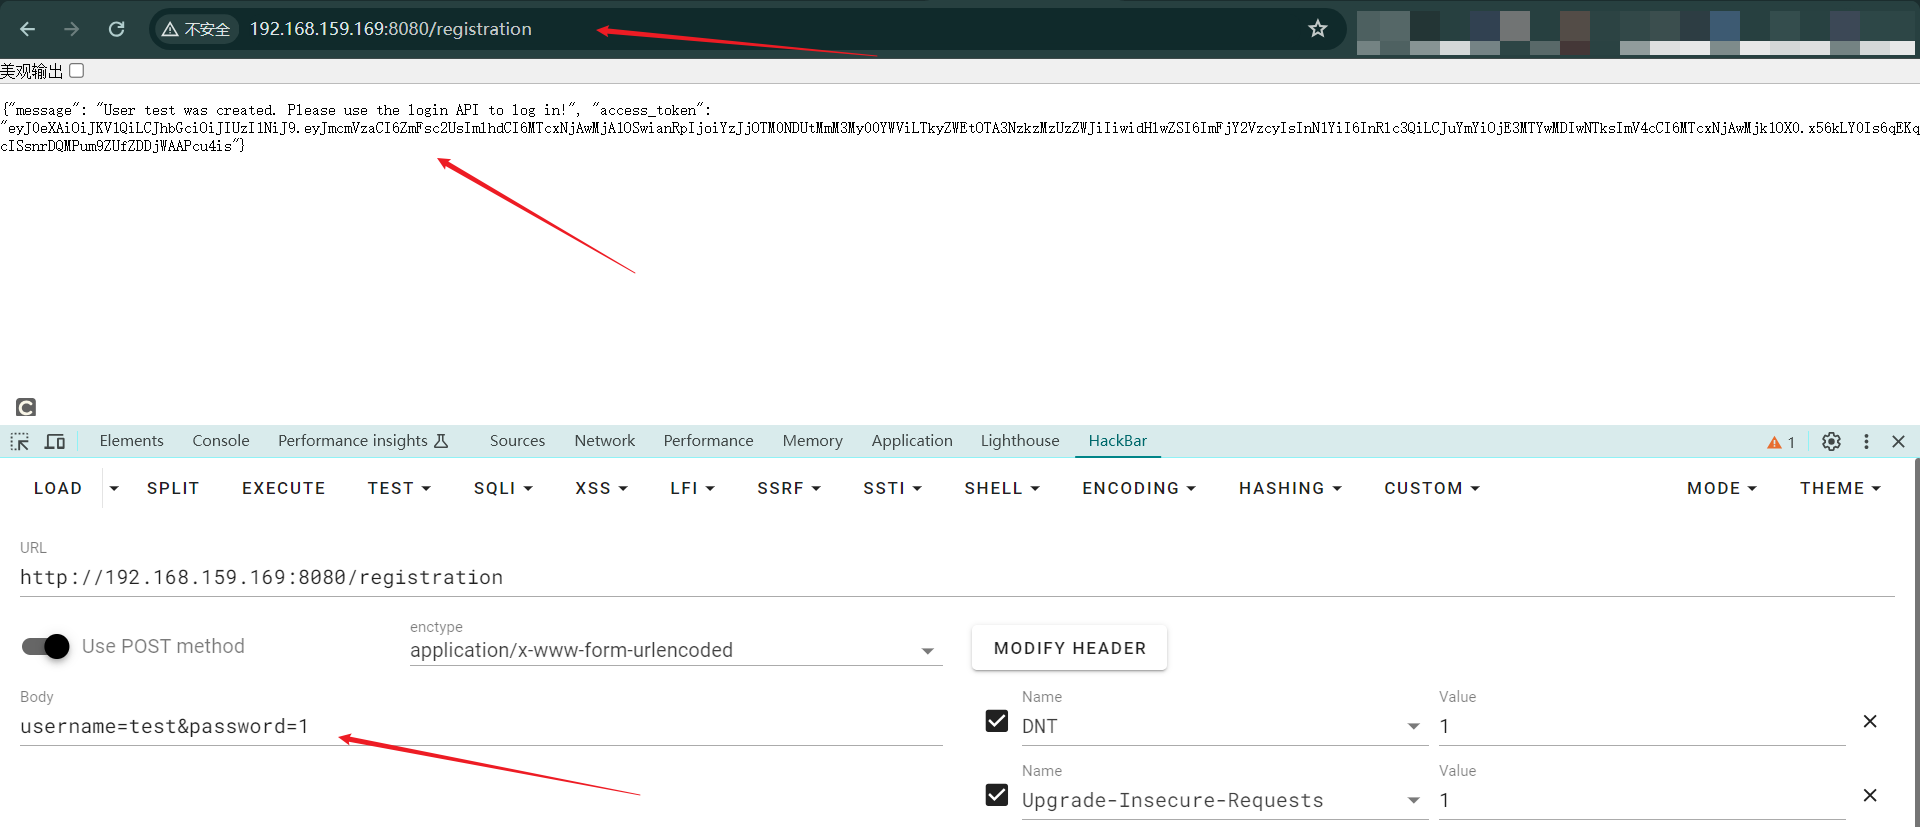 不安全 192.168.159.169:8080/registration
美观输出
{"message": "User test was created. Please use the login API to log in!", "access_token":
"eyJ0eXAiOiJKV1QiLCJhbGciOiJIUzI1NiJ9.eyJmcmVzaCI6ZmFsc2UsImlhdCI6MTcxNjAwMjA1OSwianRpIjoiYzJjOTM0NDUtMmM3My00YWViLTkyZWEtOTA3NzkzMzUzZWJiIiwidHlwZSI6ImFjY2VzcyIsInN1YiI6InRlc3QiLCJuYmYiOjE3MTYwMDIwNTksImV4cCI6MTcxNjAwMjk1OX0.x56kLY0Is6qEKq
cISsnrDQMPum9ZUfZDDjWAAPcu4is"}
Elements Console Performance insights Sources Network Performance Memory Application Lighthouse HackBar 1
LOAD SPLIT EXECUTE TEST SQLI XSS LFI SSRF SSTI SHELL ENCODING HASHING CUSTOM MODE THEME
URL
http://192.168.159.169:8080/registration
Use POST method
enctype
application/x-www-form-urlencoded
MODIFY HEADER
Body
username=test&password=1
Name Value
DNT 1
Name Value
Upgrade-Insecure-Requests 1